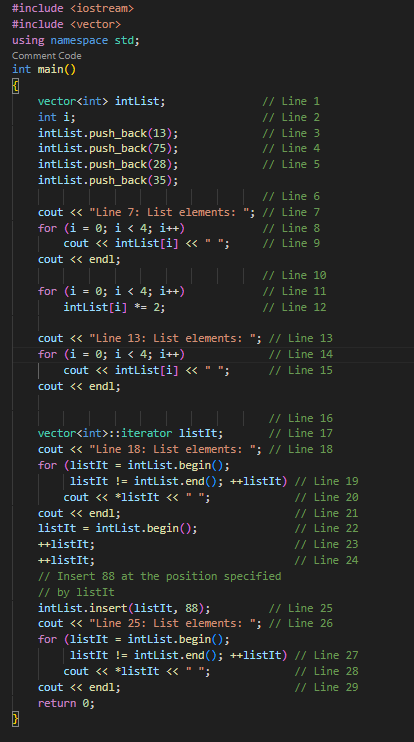 #include <iostream>
#include <vector>
using namespace std;
Comment Code
int main()
{
    vector<int> intList;              // Line 1
    int i;                            // Line 2
    intList.push_back(13);            // Line 3
    intList.push_back(75);            // Line 4
    intList.push_back(28);            // Line 5
    intList.push_back(35);
                                      // Line 6
    cout << "Line 7: List elements: "; // Line 7
    for (i = 0; i < 4; i++)           // Line 8
        cout << intList[i] << " ";    // Line 9
    cout << endl;
                                       // Line 10
    for (i = 0; i < 4; i++)            // Line 11
        intList[i] *= 2;               // Line 12

    cout << "Line 13: List elements: "; // Line 13
    for (i = 0; i < 4; i++)             // Line 14
        cout << intList[i] << " ";      // Line 15
    cout << endl;

                                        // Line 16
    vector<int>::iterator listIt;       // Line 17
    cout << "Line 18: List elements: "; // Line 18
    for (listIt = intList.begin();
         listIt != intList.end(); ++listIt) // Line 19
        cout << *listIt << " ";             // Line 20
    cout << endl;                           // Line 21
    listIt = intList.begin();               // Line 22
    ++listIt;                               // Line 23
    ++listIt;                               // Line 24
    // Insert 88 at the position specified
    // by listIt
    intList.insert(listIt, 88);         // Line 25
    cout << "Line 25: List elements: "; // Line 26
    for (listIt = intList.begin();
         listIt != intList.end(); ++listIt) // Line 27
        cout << *listIt << " ";             // Line 28
    cout << endl;                           // Line 29
    return 0;
}